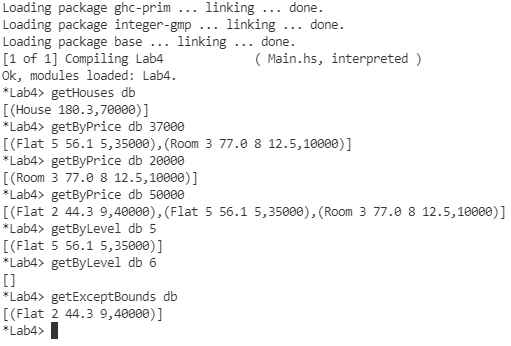 Loading package ghc-prim ... linking ... done.
Loading package integer-gmp ... linking ... done.
Loading package base ... linking ... done.
[1 of 1] Compiling Lab4             ( Main.hs, interpreted )
Ok, modules loaded: Lab4.
*Lab4> getHouses db
[(House 180.3,70000)]
*Lab4> getByPrice db 37000
[(Flat 5 56.1 5,35000),(Room 3 77.0 8 12.5,10000)]
*Lab4> getByPrice db 20000
[(Room 3 77.0 8 12.5,10000)]
*Lab4> getByPrice db 50000
[(Flat 2 44.3 9,40000),(Flat 5 56.1 5,35000),(Room 3 77.0 8 12.5,10000)]
*Lab4> getByLevel db 5
[(Flat 5 56.1 5,35000)]
*Lab4> getByLevel db 6
[]
*Lab4> getExceptBounds db
[(Flat 2 44.3 9,40000)]
*Lab4>